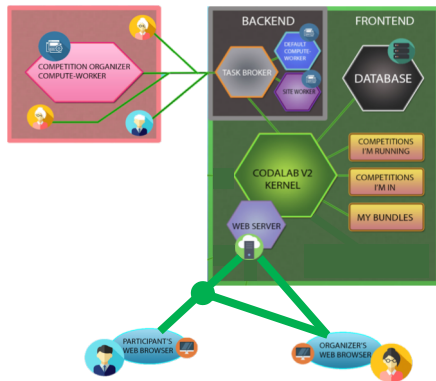 BACKEND
FRONTEND
COMPETITION ORGANIZER
COMPUTE-WORKER
TASK BROKER
DEFAULT
COMPUTE-
WORKER
SITE WORKER
DATABASE
CODALAB V2
KERNEL
WEB SERVER
COMPETITIONS
I'M RUNNING
COMPETITIONS
I'M IN
MY BUNDLES
PARTICIPANT'S
WEB BROWSER
ORGANIZER'S
WEB BROWSER